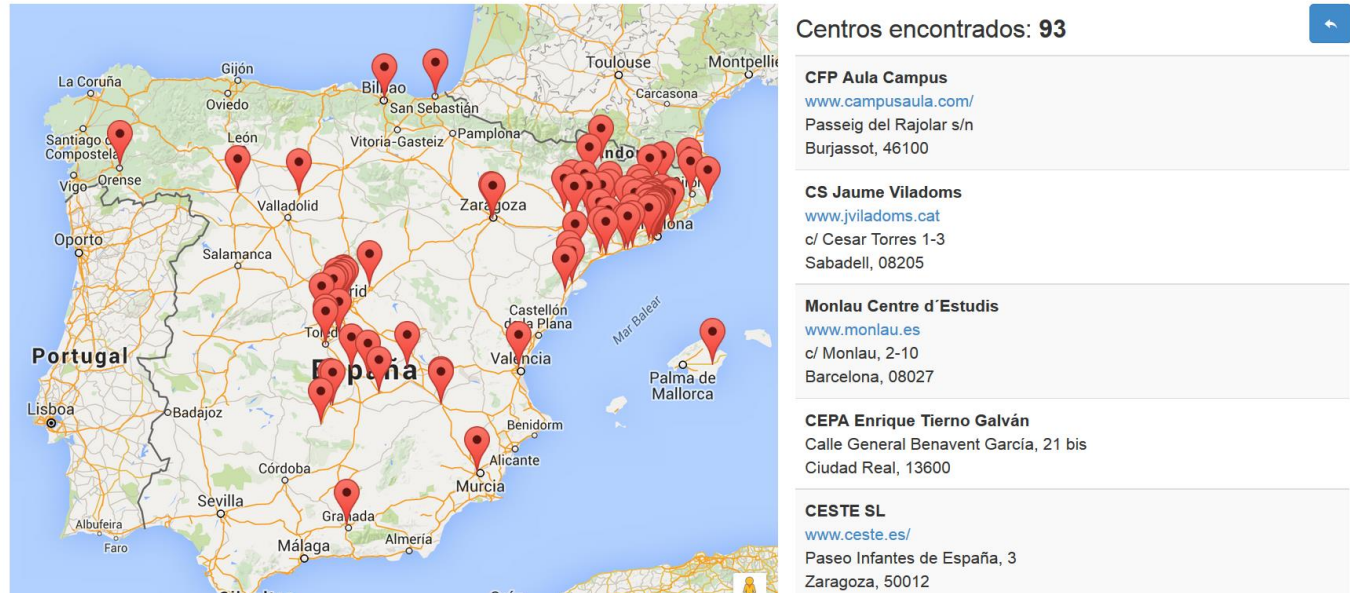 Toulouse
Montpellie
Gijón
La Coruña
Carcasona
Bilbao
Oviedo
San Sebastián
León
Vitoria-Gasteiz
Pamplona
Santiago
Compostela
Vigo
Orense
Valladolid
Zaragoza
Oporto
Salamanca
Castellón
de la Plana
Mar Balear
Portugal
España
Valencia
Palma de
Mallorca
Lisboa
Badajoz
Benidorm
Alicante
Córdoba
Murcia
Sevilla
Granada
Albufeira
Faro
Málaga
Almería
Centros encontrados: 93
CFP Aula Campus
www.campusaula.com/
Passeig del Rajolar s/n
Burjassot, 46100
CS Jaume Viladoms
www.jviladoms.cat
c/ Cesar Torres 1-3
Sabadell, 08205
Monlau Centre d´Estudis
www.monlau.es
c/ Monlau, 2-10
Barcelona, 08027
CEPA Enrique Tierno Galván
Calle General Benavent García, 21 bis
Ciudad Real, 13600
CESTE SL
www.ceste.es/
Paseo Infantes de España, 3
Zaragoza, 50012